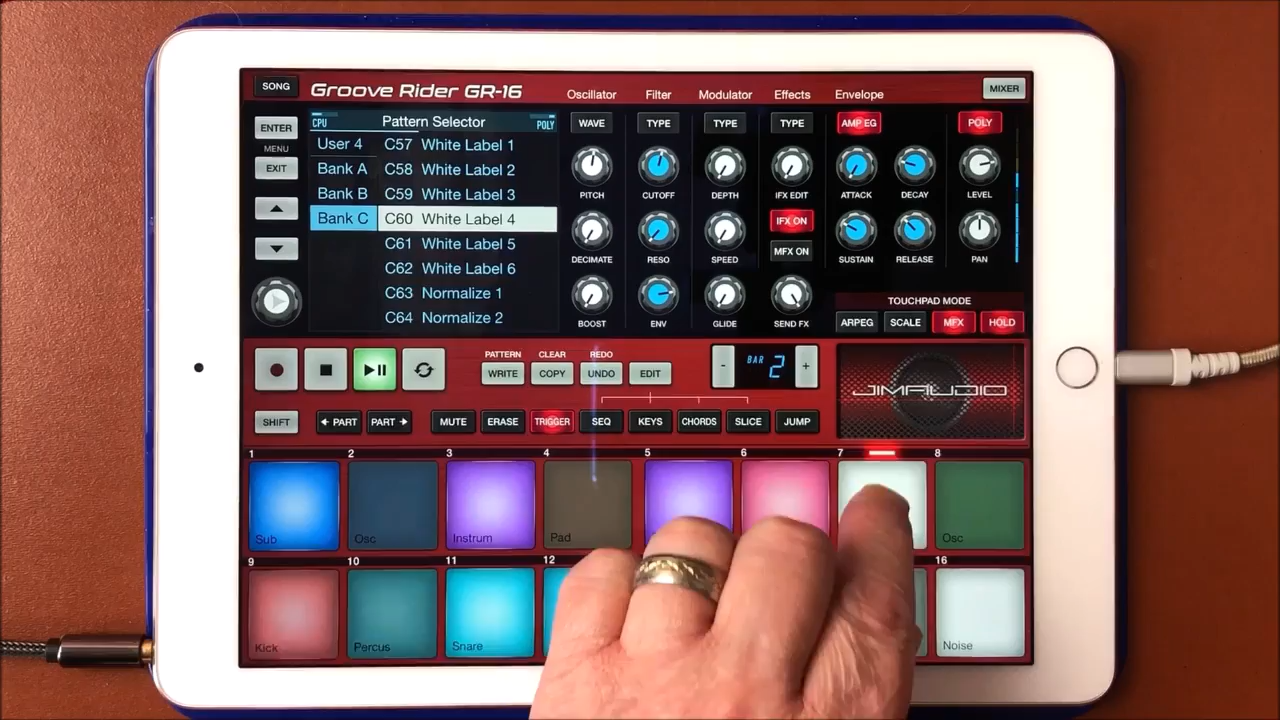 SONG
Groove Rider GR-16
Oscillator Filter Modulator Effects Envelope
MIXER
ENTER
MENU
EXIT
CPU Pattern Selector POLY
User 4 C57 White Label 1
Bank A C58 White Label 2
Bank B C59 White Label 3
Bank C C60 White Label 4
C61 White Label 5
C62 White Label 6
C63 Normalize 1
C64 Normalize 2
WAVE TYPE TYPE TYPE AMP EG POLY
PITCH CUTOFF DEPTH IFX EDIT ATTACK DECAY LEVEL
IFX ON
MFX ON
DECIMATE RESO SPEED SUSTAIN RELEASE PAN
BOOST ENV GLIDE SEND FX
TOUCHPAD MODE
ARPEG SCALE MFX HOLD
PATTERN CLEAR REDO
WRITE COPY UNDO EDIT
- BAR 2 +
JIMAUDIO
SHIFT PART PART MUTE ERASE TRIGGER SEQ KEYS CHORDS SLICE JUMP
1 2 3 4 5 6 7 8
Sub Osc Instrum Pad Osc
9 10 11 12 16
Kick Percus Snare Noise